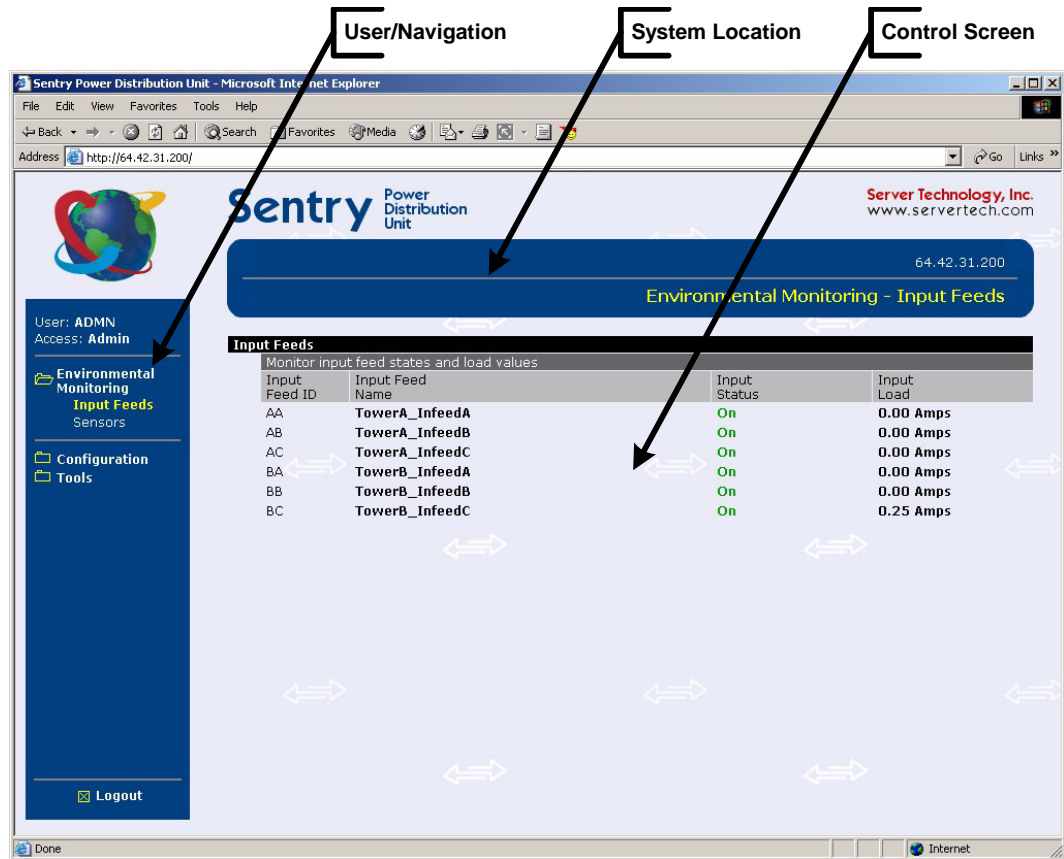 User/Navigation System Location Control Screen
Sentry Power Distribution Unit - Microsoft Internet Explorer
File Edit View Favorites Tools Help
Back Search Favorites Media
Address http://64.42.31.200/ Go Links »
Sentry Power Distribution Unit
Server Technology, Inc.
www.servertech.com
64.42.31.200
Environmental Monitoring - Input Feeds
User: ADMN
Access: Admin
Environmental Monitoring
Input Feeds
Sensors
Configuration
Tools
Logout
Input Feeds
Monitor input feed states and load values
Input Feed ID Input Feed Name Input Status Input Load
AA TowerA_InfeedA On 0.00 Amps
AB TowerA_InfeedB On 0.00 Amps
AC TowerA_InfeedC On 0.00 Amps
BA TowerB_InfeedA On 0.00 Amps
BB TowerB_InfeedB On 0.00 Amps
BC TowerB_InfeedC On 0.25 Amps
Done Internet